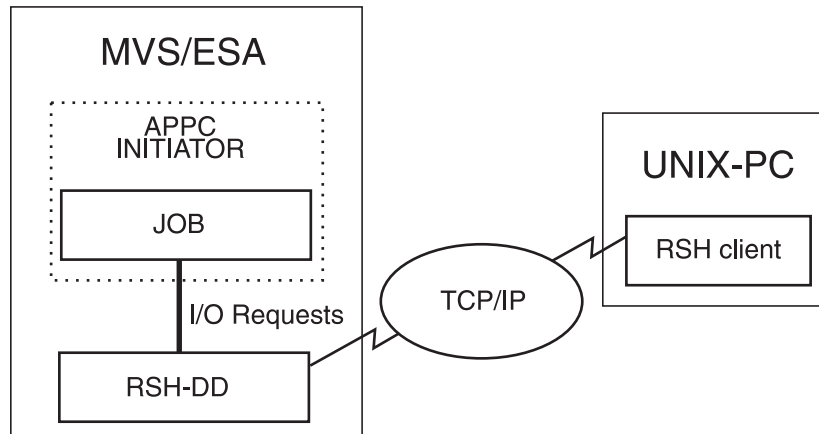 MVS/ESA
APPC
INITIATOR
JOB
I/O Requests
RSH-DD
TCP/IP
UNIX-PC
RSH client